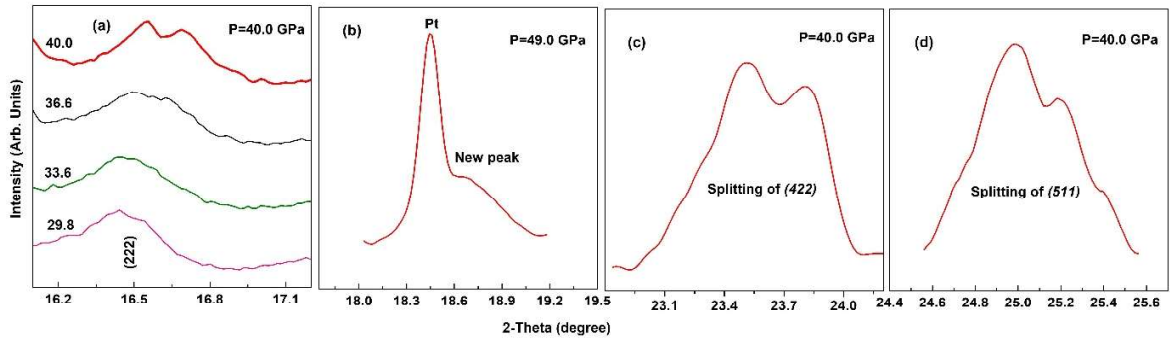 (a)
P=40.0 GPa
40.0
36.6
33.6
29.8
(222)
Intensity (Arb. Units)
16.2 16.5 16.8 17.1
(b)
Pt
P=49.0 GPa
New peak
18.0 18.3 18.6 18.9 19.2 19.5
(c)
P=40.0 GPa
Splitting of (422)
23.1 23.4 23.7 24.0
(d)
P=40.0 GPa
Splitting of (511)
24.4 24.6 24.8 25.0 25.2 25.4 25.6
2-Theta (degree)